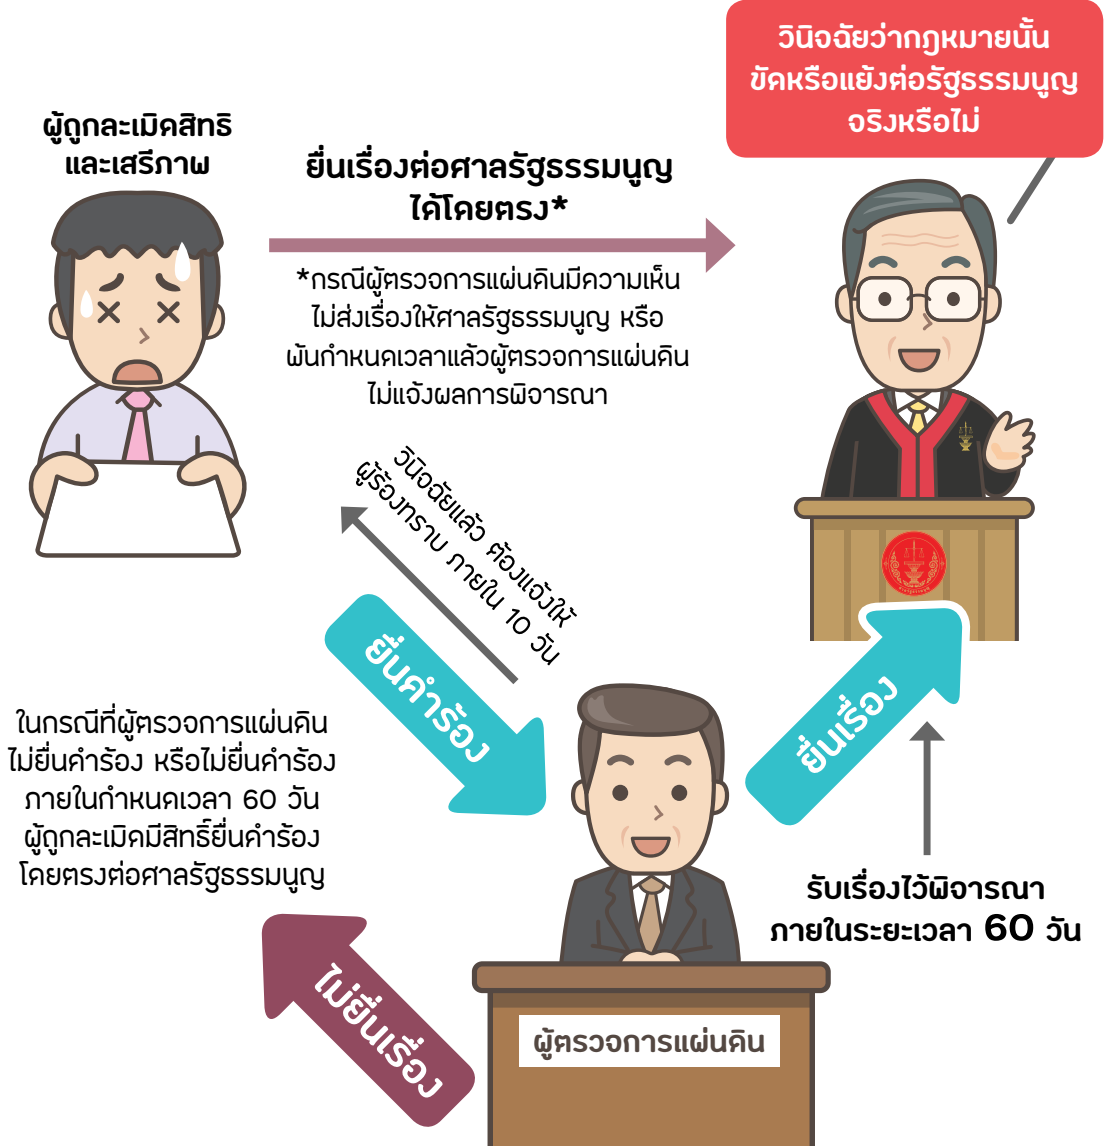 วินิจฉัยว่ากฎหมายนั้น
ขัดหรือแย้งต่อรัฐธรรมนูญ
จริงหรือไม่
ผู้ถูกละเมิดสิทธิ
และเสรีภาพ
ยื่นเรื่องต่อศาลรัฐธรรมนูญ
ได้โดยตรง*
*กรณีผู้ตรวจการแผ่นดินมีความเห็น
ไม่ส่งเรื่องให้ศาลรัฐธรรมนูญ หรือ
พ้นกำหนดเวลาแล้วผู้ตรวจการแผ่นดิน
ไม่แจ้งผลการพิจารณา
วินิจฉัยแล้ว ต้องแจ้งให้
ผู้ร้องทราบ ภายใน 10 วัน
ยื่นคำร้อง
ยื่นเรื่อง
ในกรณีที่ผู้ตรวจการแผ่นดิน
ไม่ยื่นคำร้อง หรือไม่ยื่นคำร้อง
ภายในกำหนดเวลา 60 วัน
ผู้ถูกละเมิดมีสิทธิ์ยื่นคำร้อง
โดยตรงต่อศาลรัฐธรรมนูญ
รับเรื่องไว้พิจารณา
ภายในระยะเวลา 60 วัน
ไม่ยื่นเรื่อง
ผู้ตรวจการแผ่นดิน